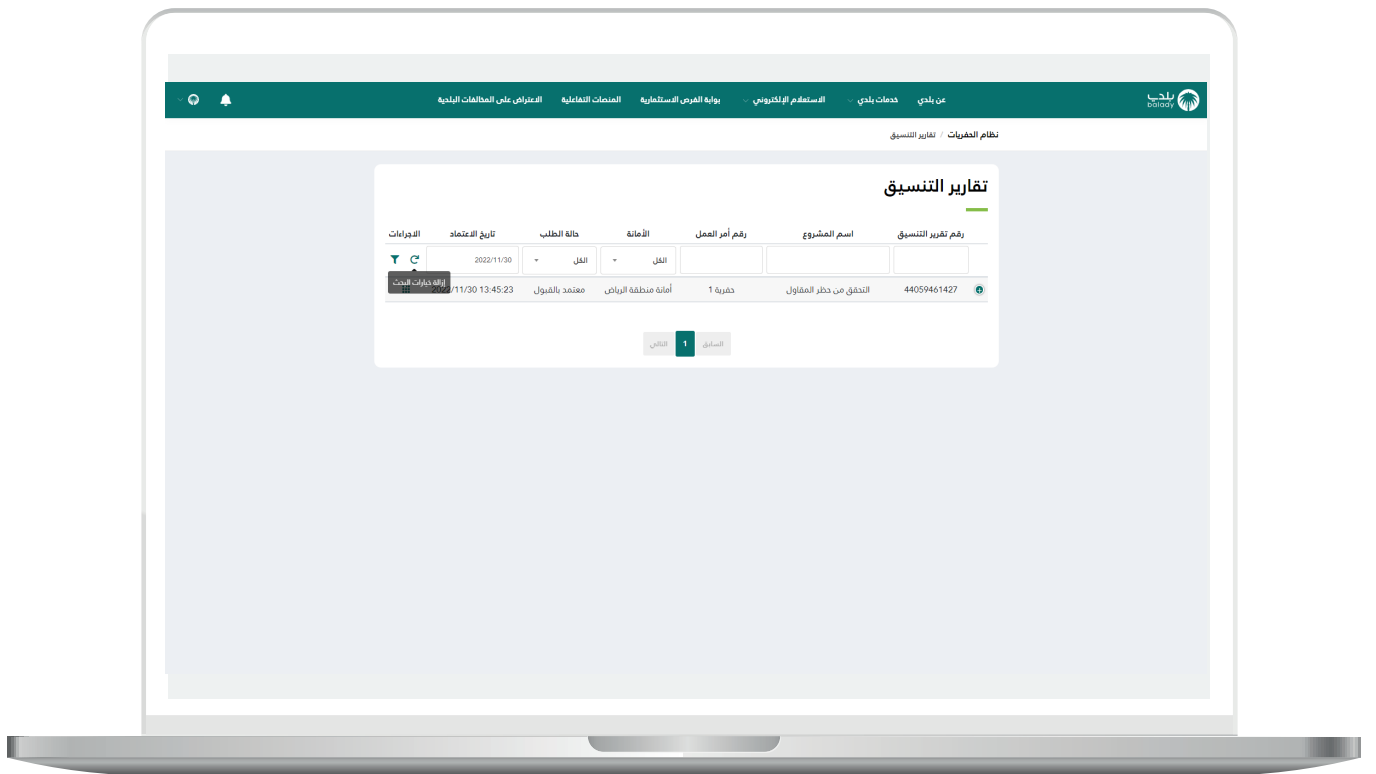 بلدي
balady
عن بلدي خدمات بلدي الاستعلام الإلكتروني بوابة الفرص الاستثمارية المنصات التفاعلية الاعتراض على المخالفات البلدية
نظام الحفريات / تقارير التنسيق
تقارير التنسيق
رقم تقرير التنسيق اسم المشروع رقم أمر العمل الأمانة حالة الطلب تاريخ الاعتماد الاجراءات
الكل الكل 2022/11/30
إزالة خيارات البحث
44059461427 التحقق من حظر المقاول حفرية 1 أمانة منطقة الرياض معتمد بالقبول 2022/11/30 13:45:23
السابق 1 التالي